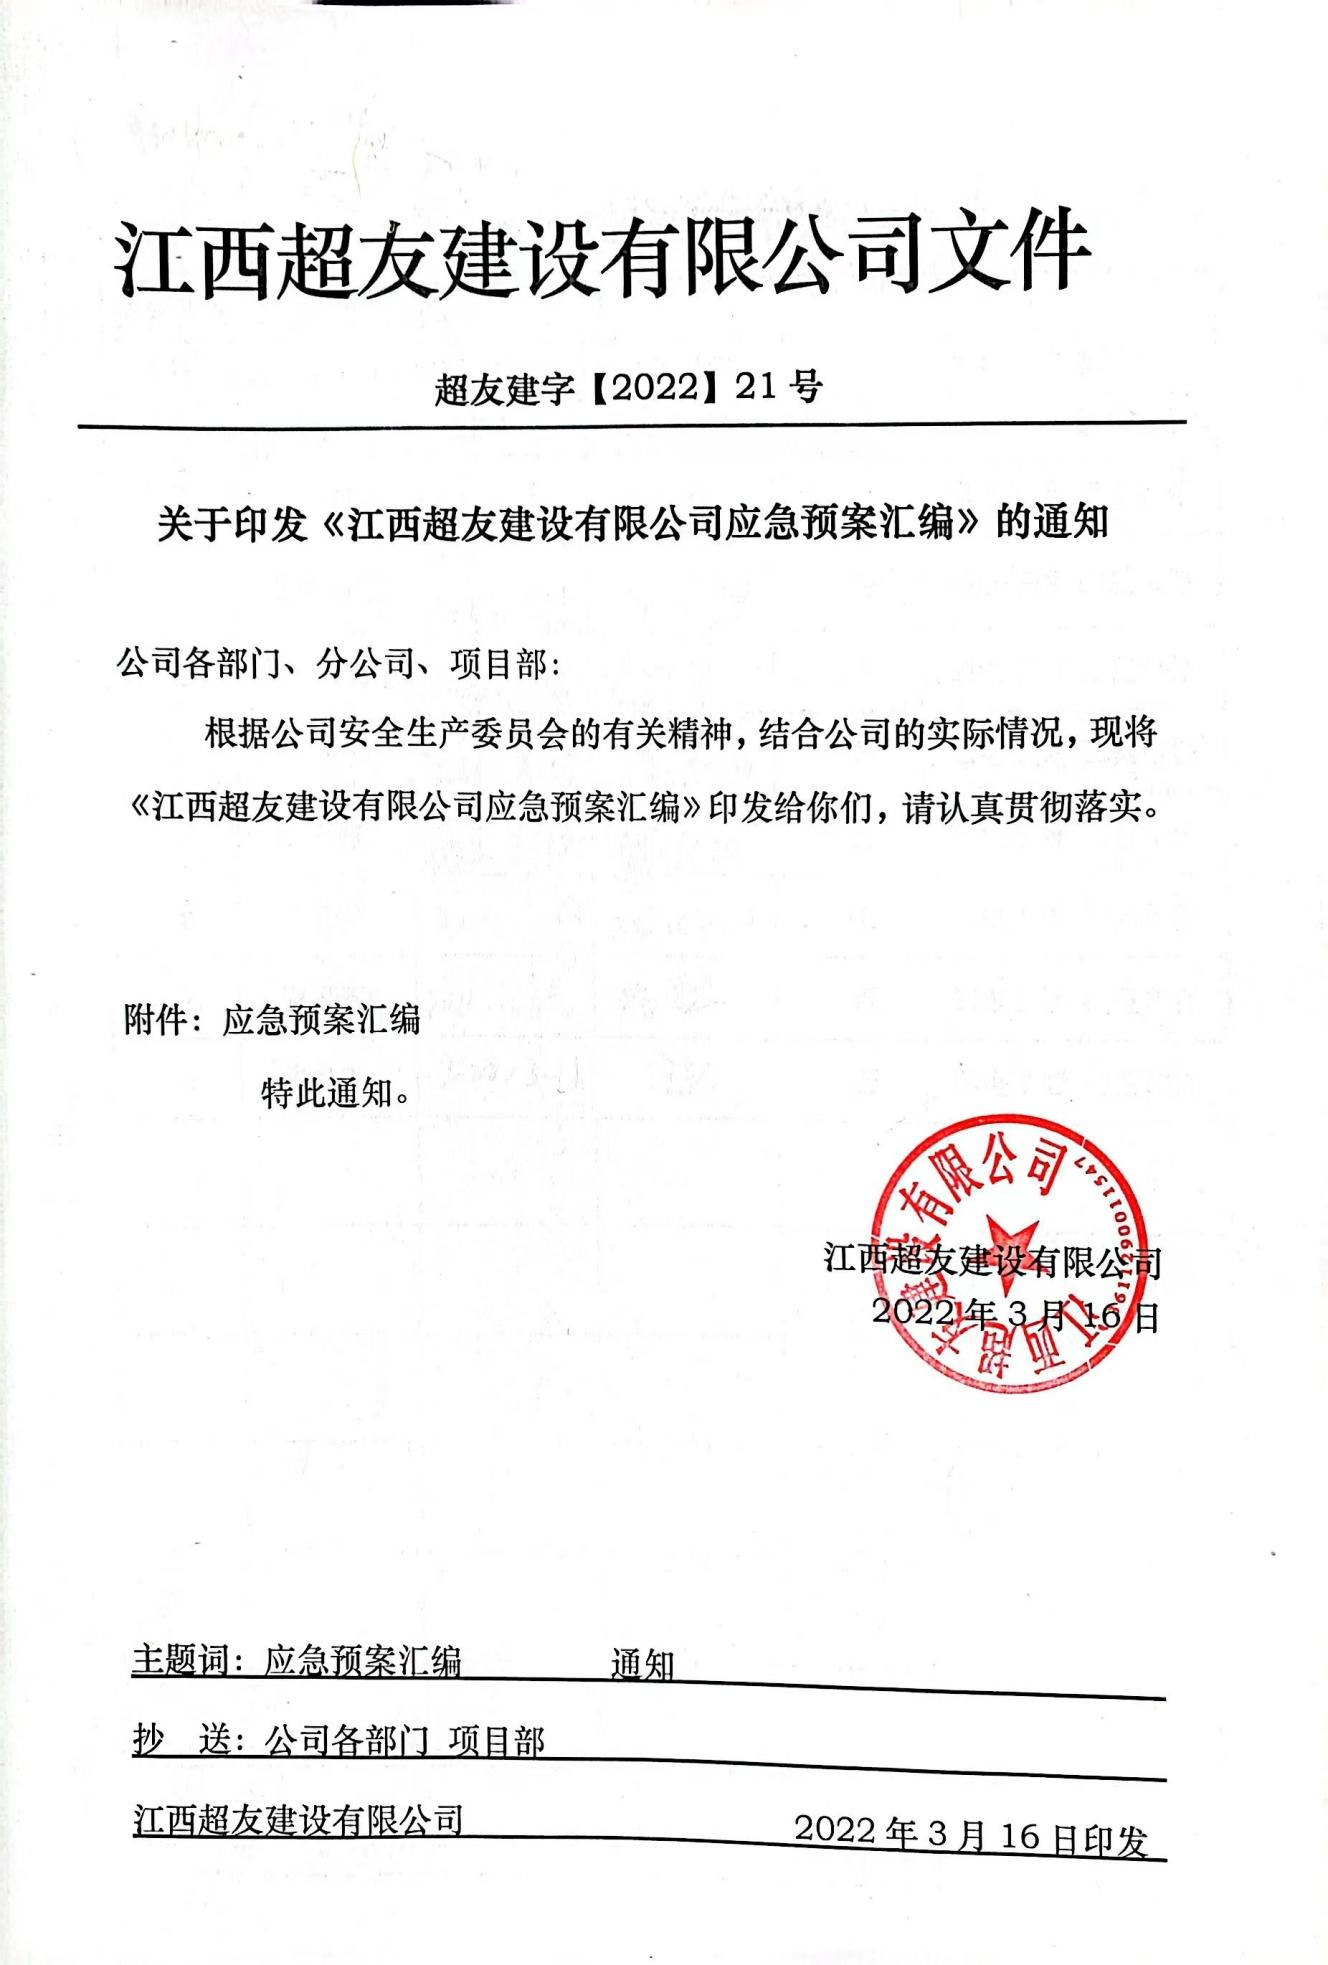 江西超友建设有限公司文件
超友建字【2022】21号
关于印发《江西超友建设有限公司应急预案汇编》的通知
公司各部门、分公司、项目部：
根据公司安全生产委员会的有关精神，结合公司的实际情况，现将
《江西超友建设有限公司应急预案汇编》印发给你们，请认真贯彻落实。
附件：应急预案汇编
特此通知。
江西超友建设有限公司
2022年3月16日
江西超友建设有限公司
主题词：应急预案汇编 通知
抄 送：公司各部门 项目部
江西超友建设有限公司 2022年3月16日印发